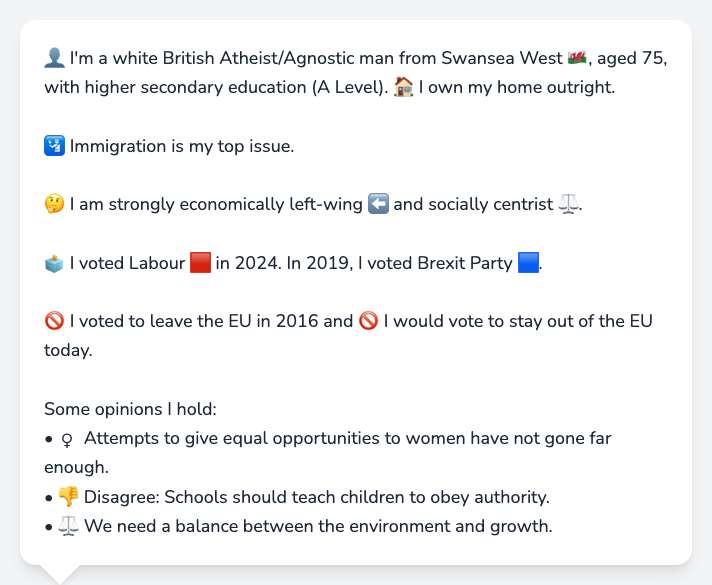 👤 I'm a white British Atheist/Agnostic man from Swansea West 🏴󠁧󠁢󠁷󠁬󠁳󠁿, aged 75,
with higher secondary education (A Level). 🏠 I own my home outright.
🛂 Immigration is my top issue.
🤔 I am strongly economically left-wing ⬅️ and socially centrist ⚖️.
🗳️ I voted Labour 🟥 in 2024. In 2019, I voted Brexit Party 🟦.
🚫 I voted to leave the EU in 2016 and 🚫 I would vote to stay out of the EU
today.
Some opinions I hold:
• ♀ Attempts to give equal opportunities to women have not gone far
enough.
• 👎 Disagree: Schools should teach children to obey authority.
• ⚖️ We need a balance between the environment and growth.